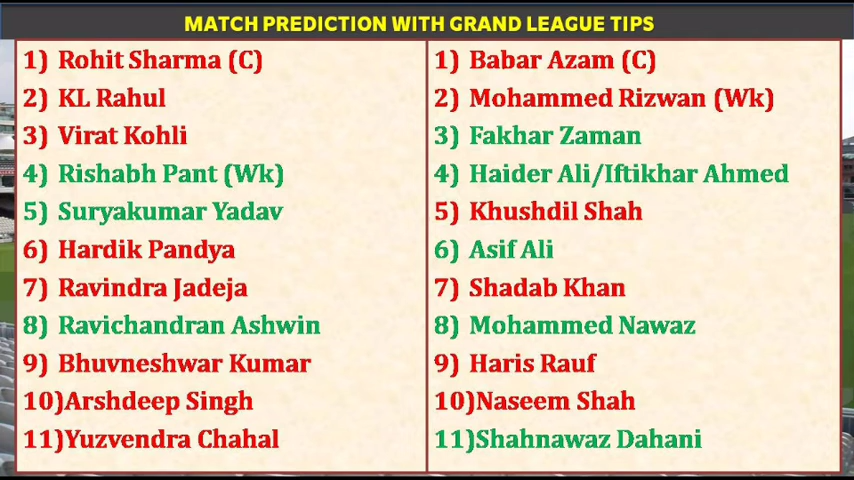 MATCH PREDICTION WITH GRAND LEAGUE TIPS
1) Rohit Sharma (C)
2) KL Rahul
3) Virat Kohli
4) Rishabh Pant (Wk)
5) Suryakumar Yadav
6) Hardik Pandya
7) Ravindra Jadeja
8) Ravichandran Ashwin
9) Bhuvneshwar Kumar
10)Arshdeep Singh
11)Yuzvendra Chahal
1) Babar Azam (C)
2) Mohammed Rizwan (Wk)
3) Fakhar Zaman
4) Haider Ali/Iftikhar Ahmed
5) Khushdil Shah
6) Asif Ali
7) Shadab Khan
8) Mohammed Nawaz
9) Haris Rauf
10)Naseem Shah
11)Shahnawaz Dahani